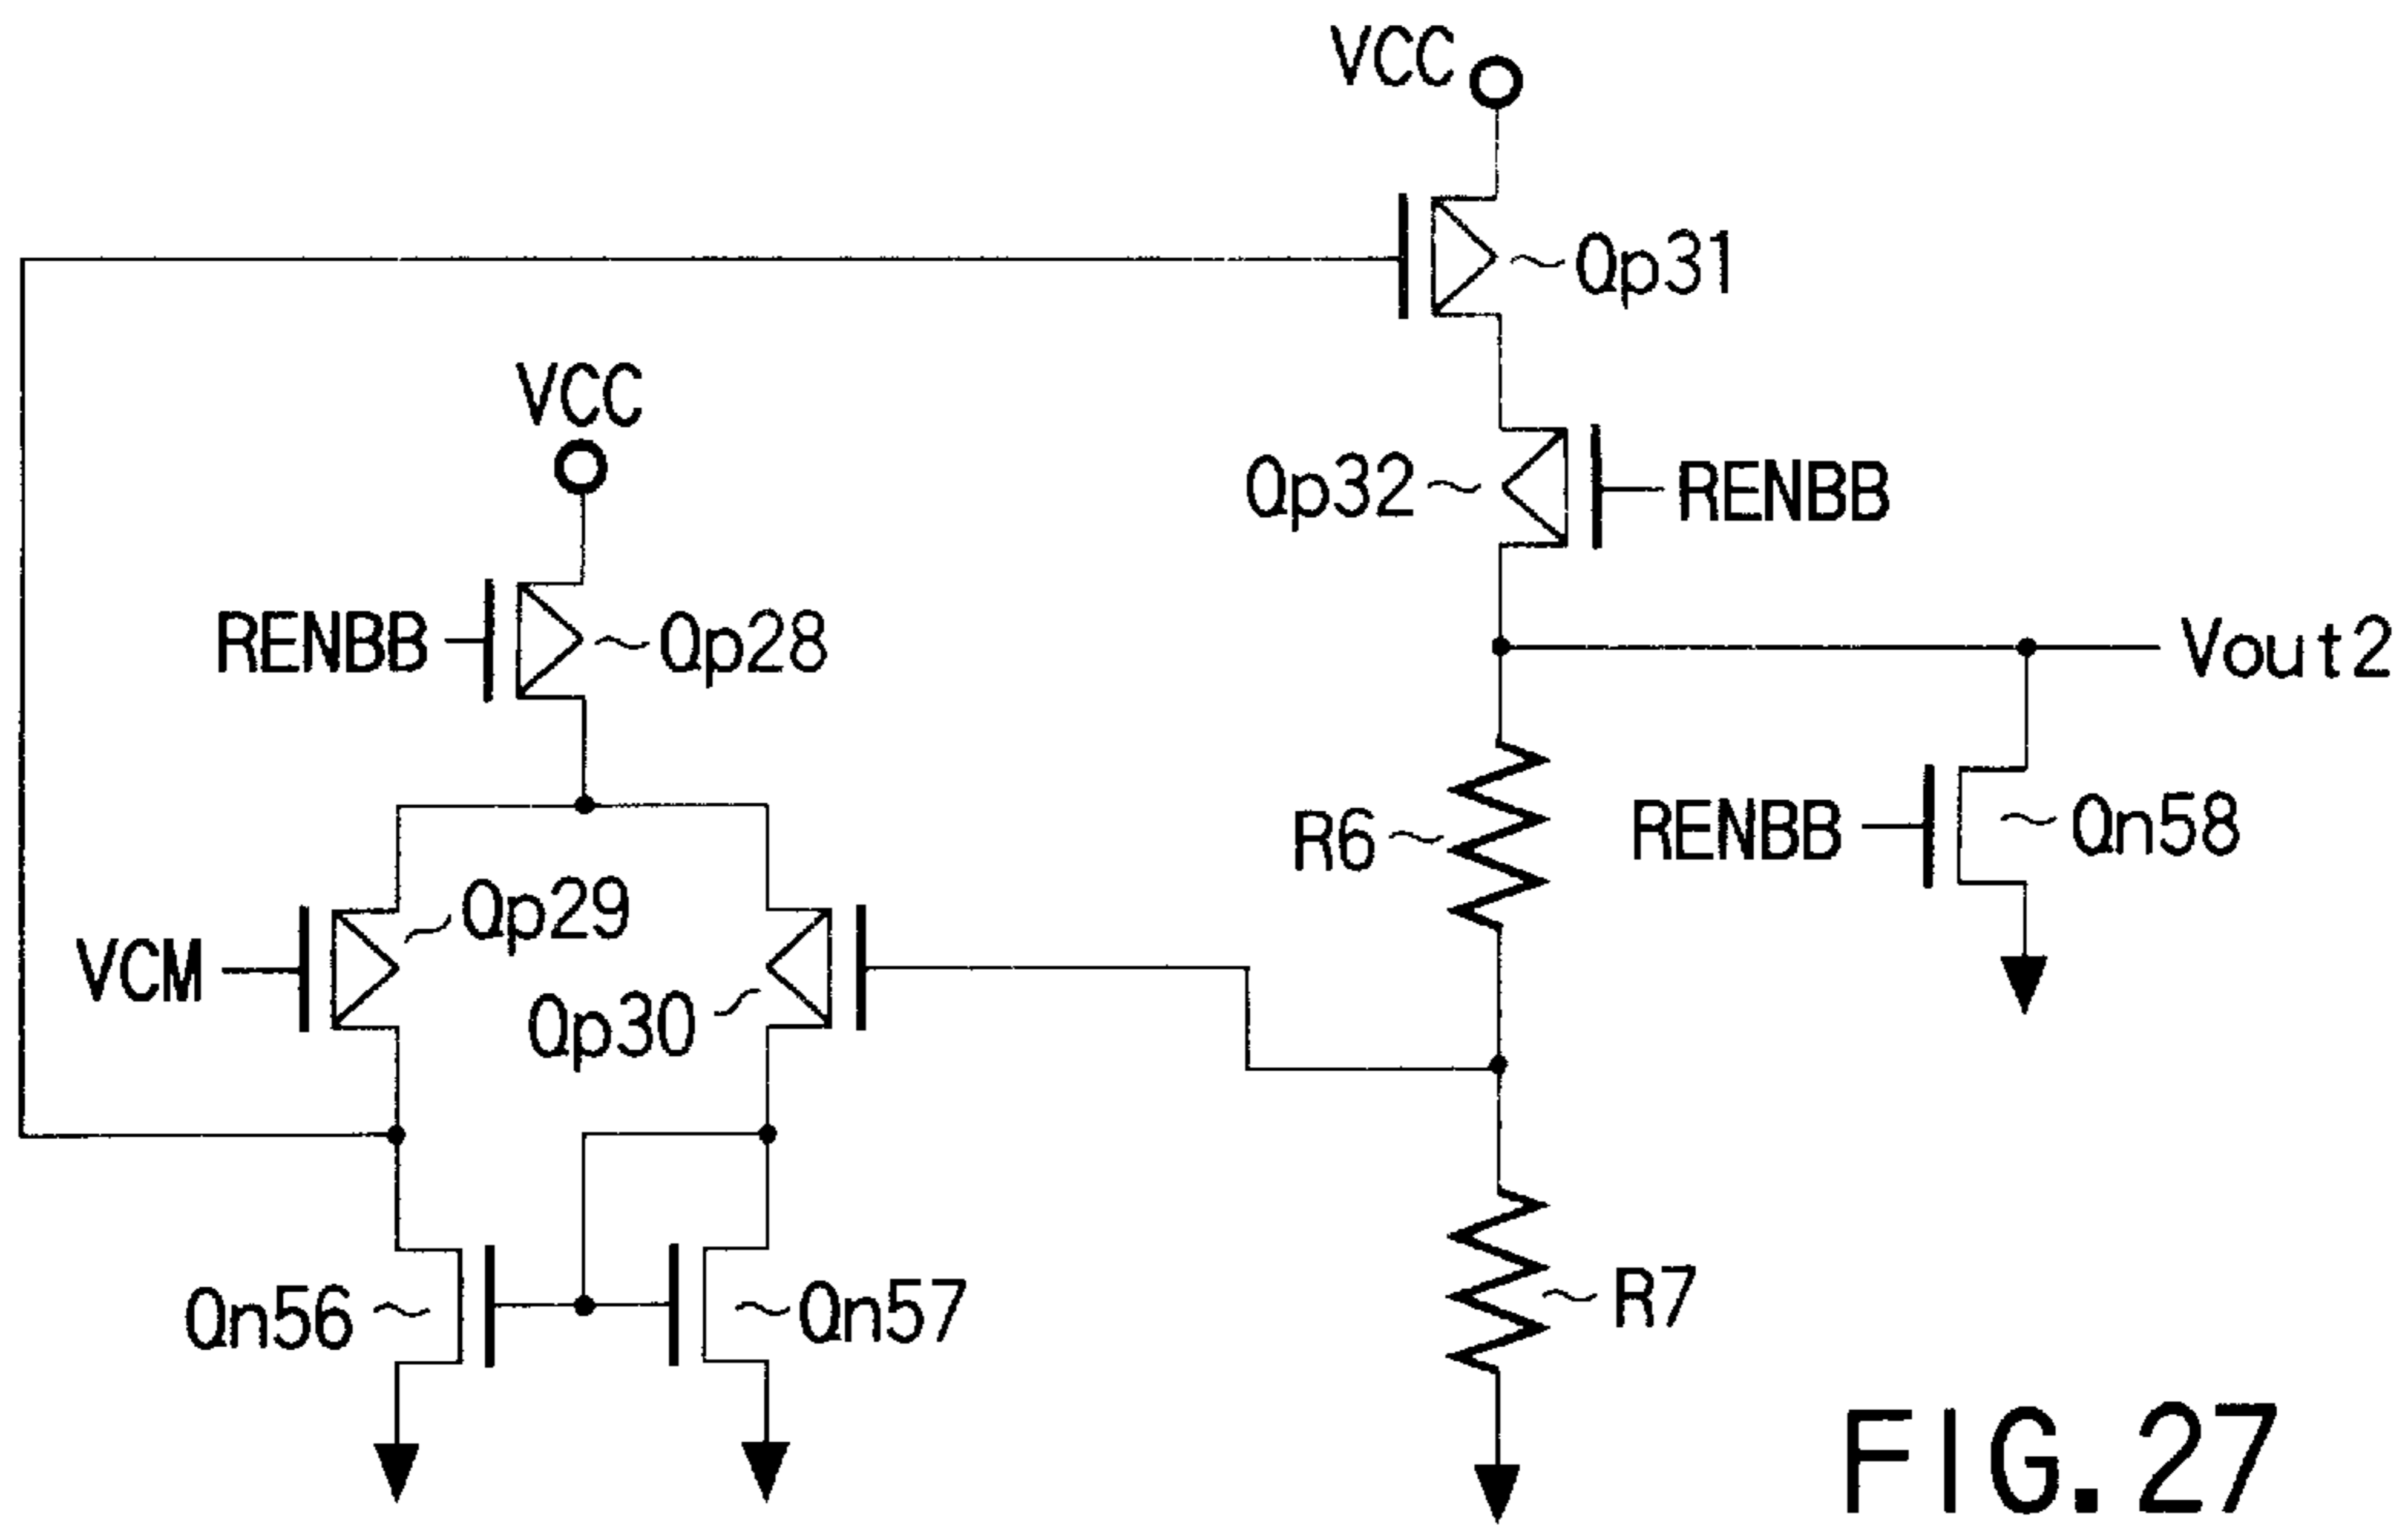 VCC
Qp31
VCC
Qp32
RENBB
RENBB
Qp28
Vout2
R6
RENBB
Qn58
Qp29
VCM
Qp30
Qn56
Qn57
R7
FIG. 27